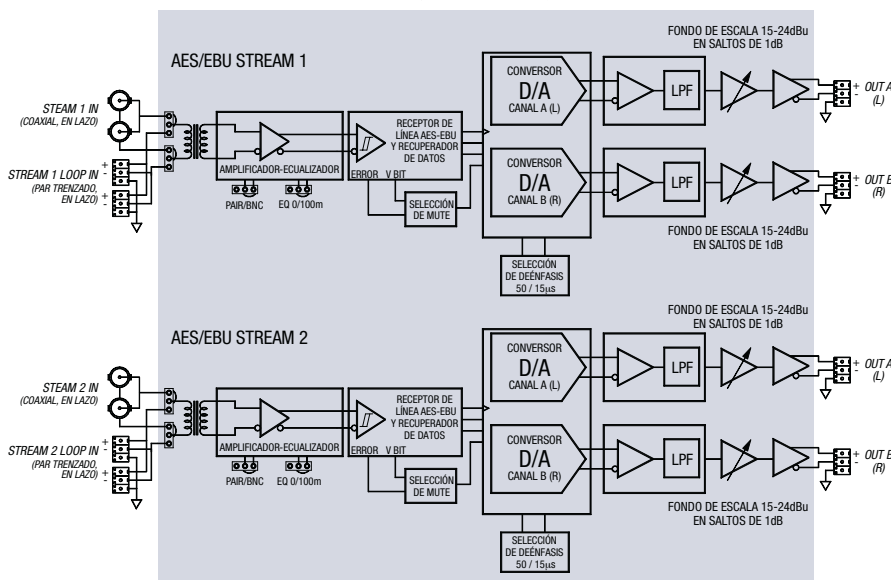 FONDO DE ESCALA 15-24dBu
EN SALTOS DE 1dB
AES/EBU STREAM 1
STEAM 1 IN
(COAXIAL, EN LAZO)
STREAM 1 LOOP IN
(PAR TRENZADO,
EN LAZO)
+
-
+
-
AMPLIFICADOR-ECUALIZADOR
PAIR/BNC
EQ 0/100m
RECEPTOR DE
LÍNEA AES-EBU
Y RECUPERADOR
DE DATOS
ERROR V BIT
SELECCIÓN
DE MUTE
CONVERSOR
D/A
CANAL A (L)
CONVERSOR
D/A
CANAL B (R)
SELECCIÓN
DE DEÉNFASIS
50 / 15µs
LPF
LPF
+
-
OUT A
(L)
+
-
OUT B
(R)
FONDO DE ESCALA 15-24dBu
EN SALTOS DE 1dB
FONDO DE ESCALA 15-24dBu
EN SALTOS DE 1dB
AES/EBU STREAM 2
STEAM 2 IN
(COAXIAL, EN LAZO)
STREAM 2 LOOP IN
(PAR TRENZADO,
EN LAZO)
+
-
+
-
AMPLIFICADOR-ECUALIZADOR
PAIR/BNC
EQ 0/100m
RECEPTOR DE
LÍNEA AES-EBU
Y RECUPERADOR
DE DATOS
ERROR V BIT
SELECCIÓN
DE MUTE
CONVERSOR
D/A
CANAL A (L)
CONVERSOR
D/A
CANAL B (R)
SELECCIÓN
DE DEÉNFASIS
50 / 15µs
LPF
LPF
+
-
OUT A
(L)
+
-
OUT B
(R)
FONDO DE ESCALA 15-24dBu
EN SALTOS DE 1dB